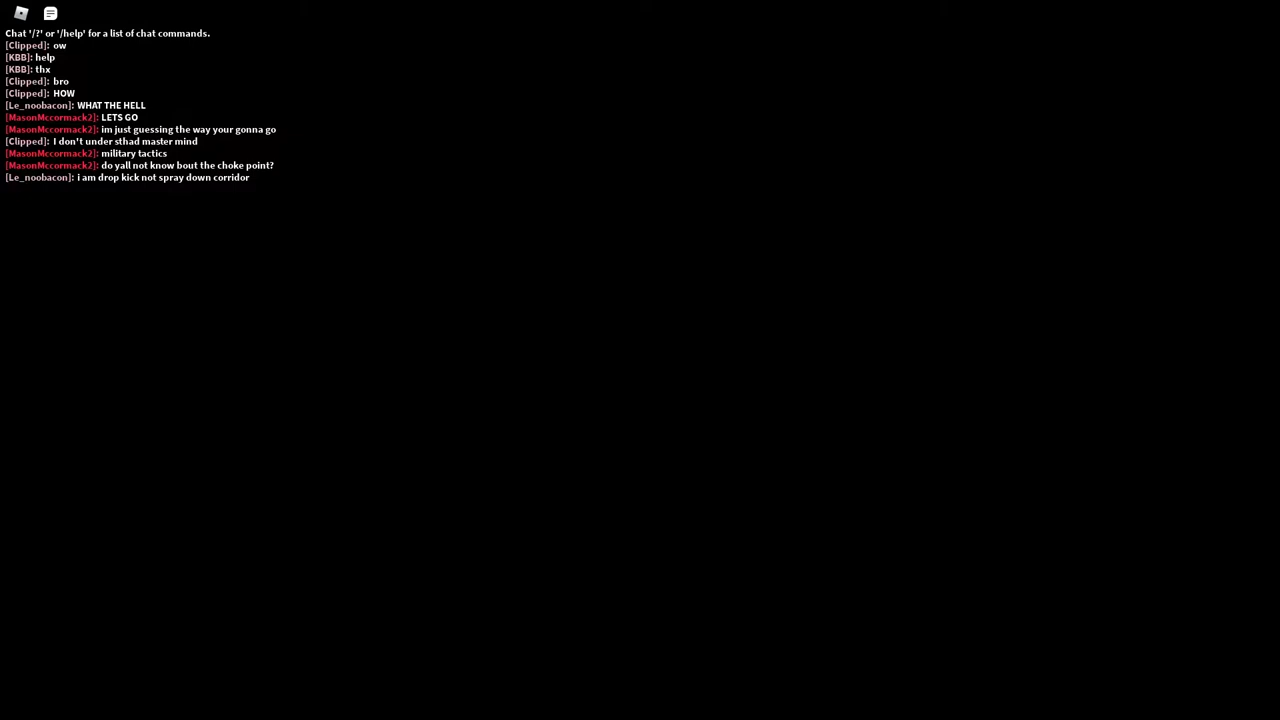 Chat '/?' or '/help' for a list of chat commands.
[Clipped]: ow
[KBB]: help
[KBB]: thx
[Clipped]: bro
[Clipped]: HOW
[Le_noobacon]: WHAT THE HELL
[MasonMccormack2]: LETS GO
[MasonMccormack2]: im just guessing the way your gonna go
[Clipped]: I don't under sthad master mind
[MasonMccormack2]: military tactics
[MasonMccormack2]: do yall not know bout the choke point?
[Le_noobacon]: i am drop kick not spray down corridor